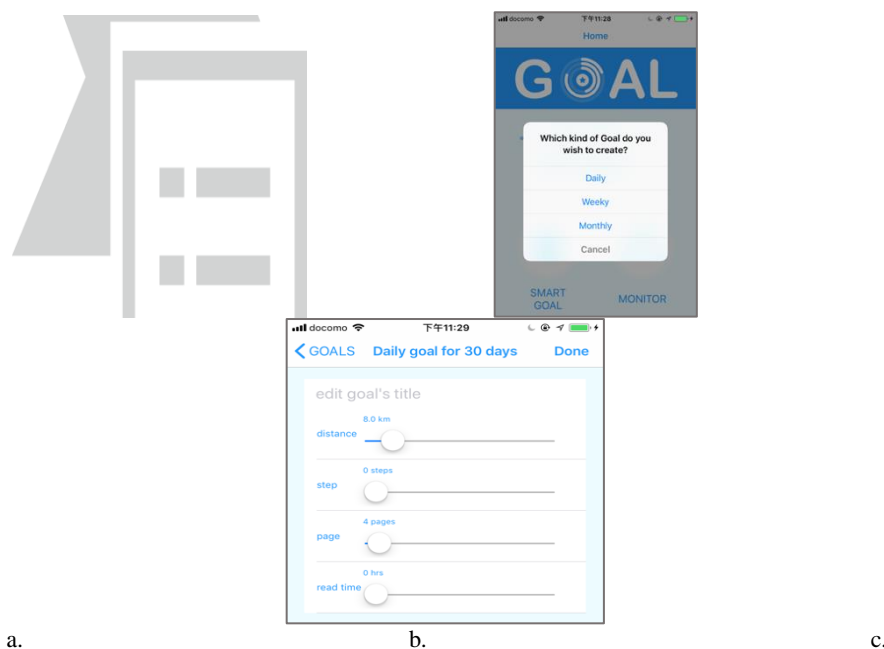 docomo 下午11:28
Home
GOAL
Which kind of Goal do you
wish to create?
Daily
Weeky
Monthly
Cancel
SMART
GOAL
MONITOR
docomo 下午11:29
GOALS Daily goal for 30 days Done
edit goal's title
8.0 km
distance
0 steps
step
4 pages
page
0 hrs
read time
a. b. c.